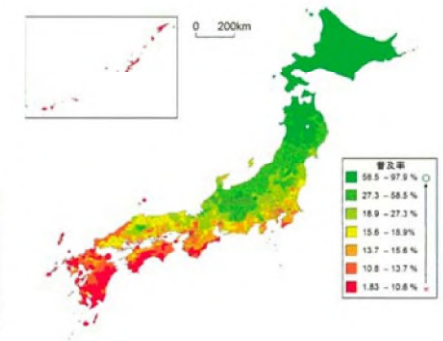 0 200km
普及率
58.5 - 97.9 %
27.3 - 58.5 %
18.9 - 27.3 %
15.6 - 18.9%
13.7 - 15.6 %
10.8 - 13.7 %
1.83 - 10.8 %